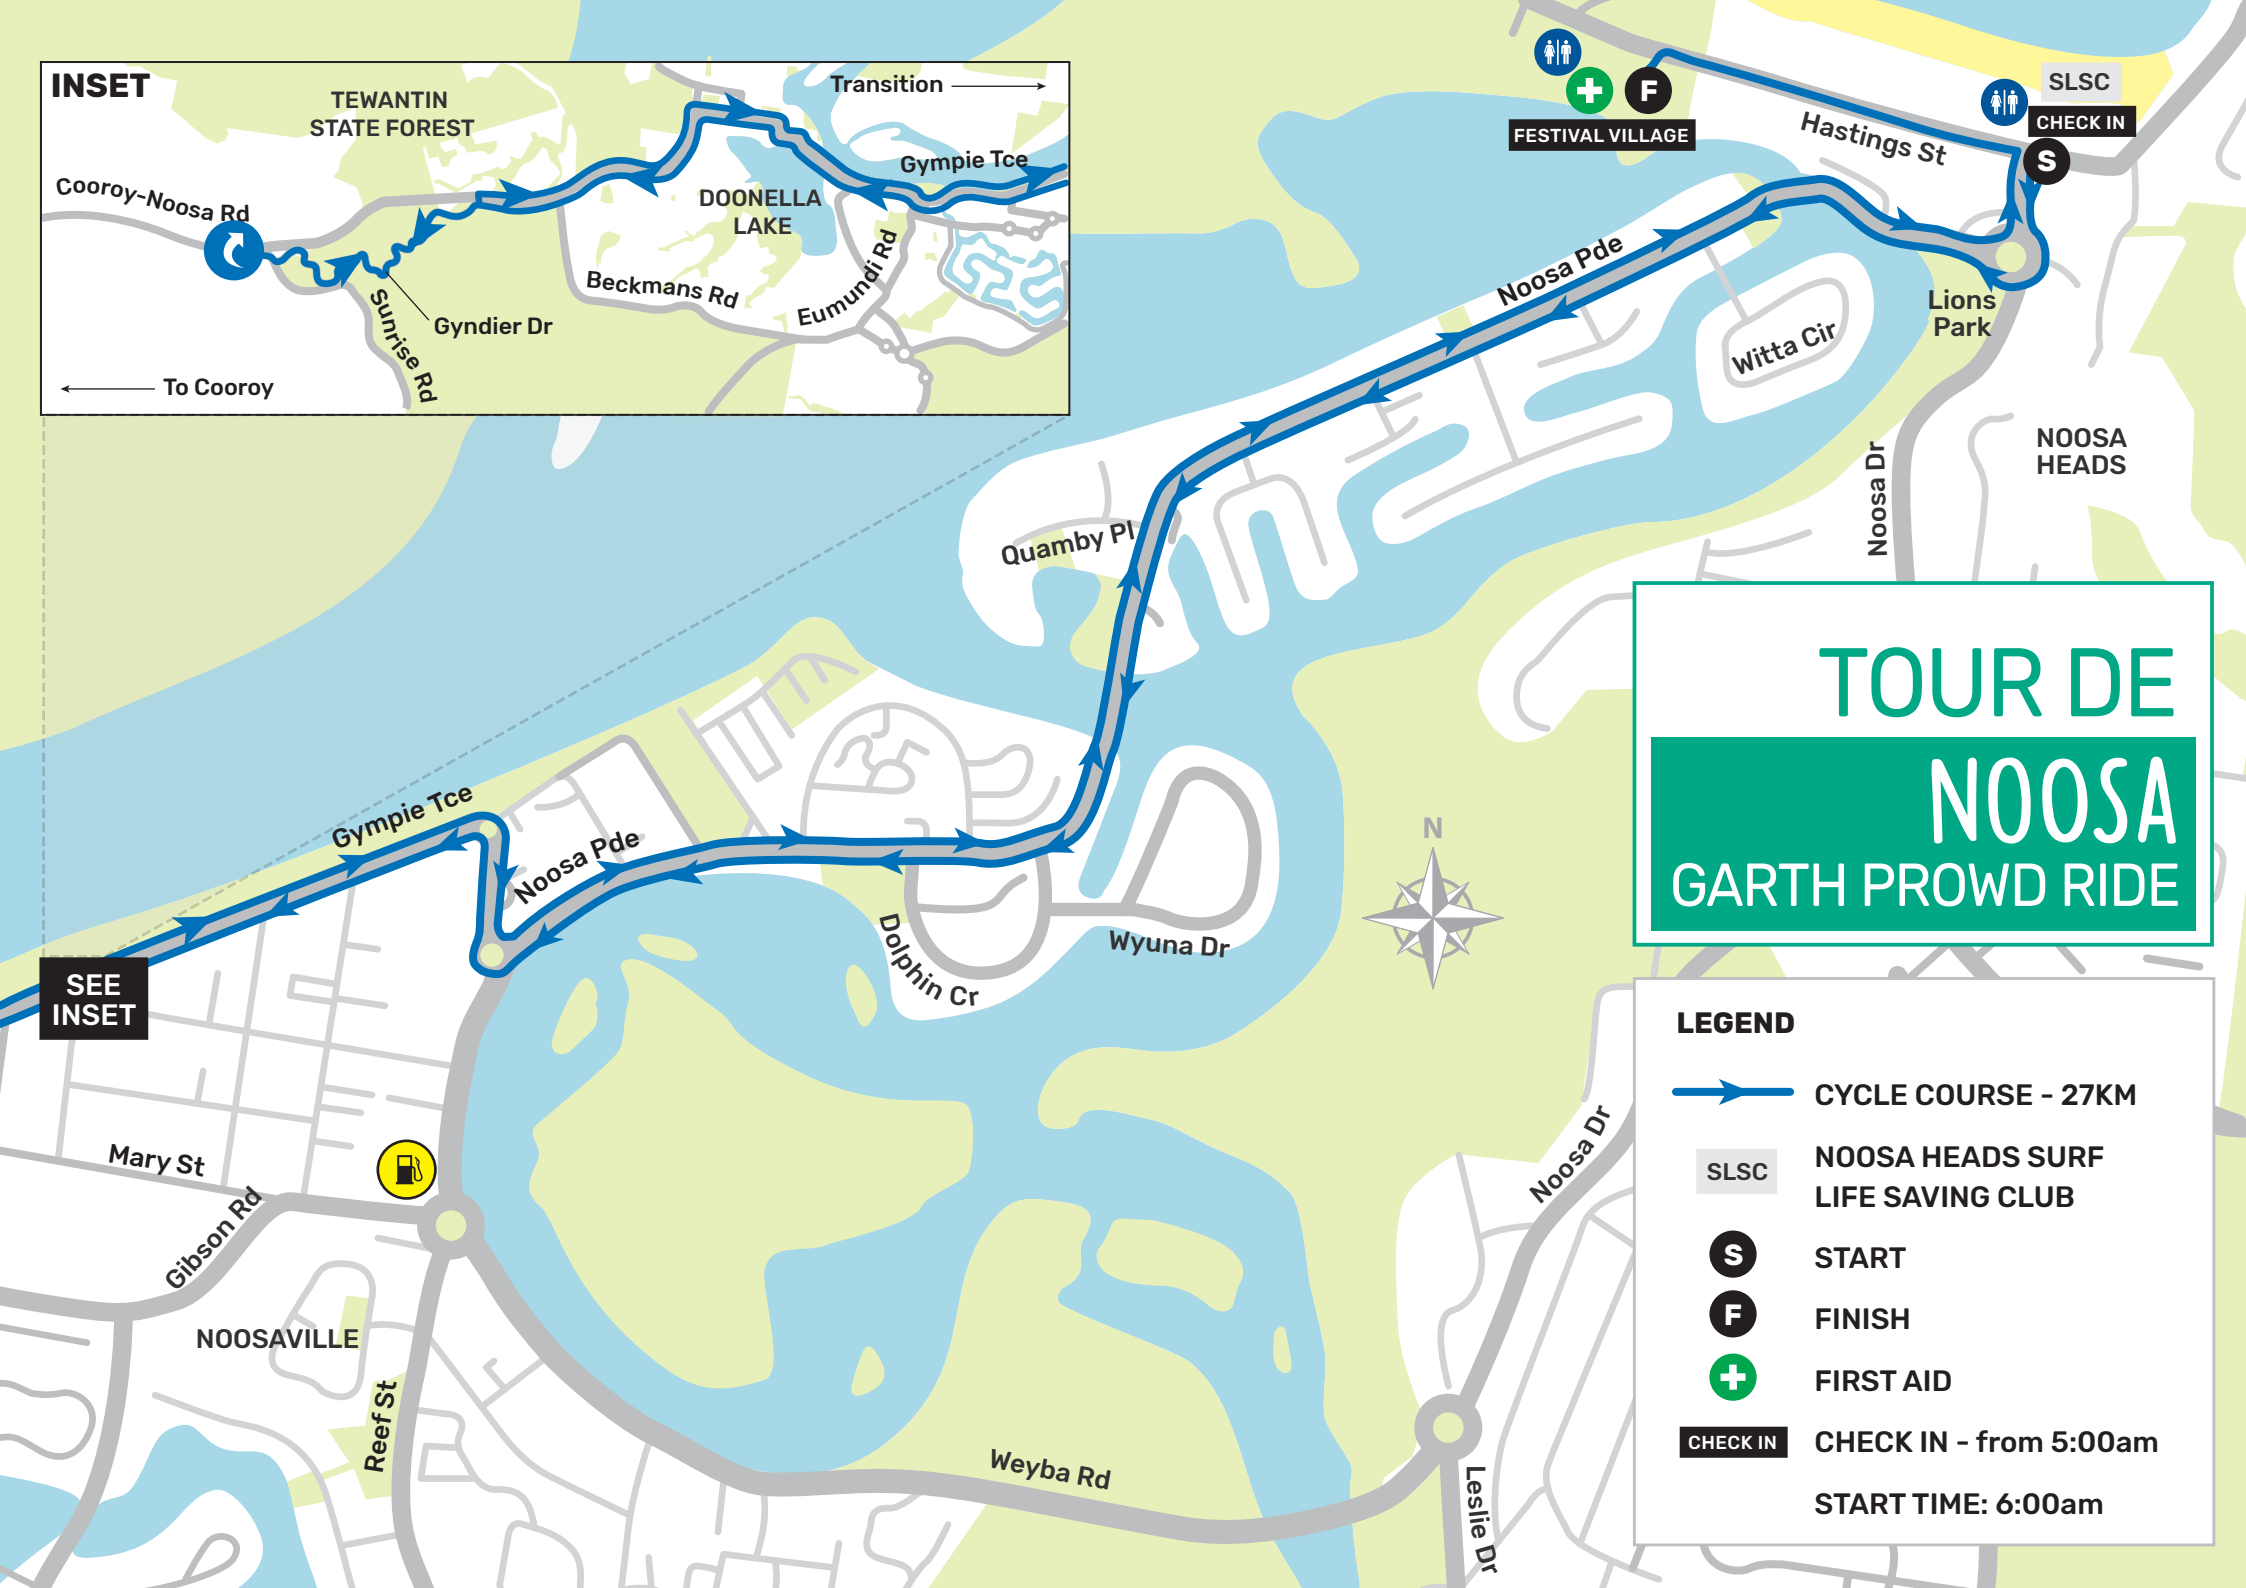 INSET
TEWANTIN
STATE FOREST
Transition
Cooroy-Noosa Rd
Gympie Tce
DOONELLA
LAKE
Beckmans Rd
Eumundi Rd
Sunrise Rd
Gyndier Dr
To Cooroy
F
FESTIVAL VILLAGE
SLSC
CHECK IN
S
Hastings St
Noosa Pde
Witta Cir
Lions
Park
Noosa Dr
NOOSA
HEADS
Quamby Pl
TOUR DE
NOOSA
GARTH PROWD RIDE
Gympie Tce
Noosa Pde
N
Dolphin Cr
Wyuna Dr
SEE
INSET
Mary St
Gibson Rd
NOOSAVILLE
Reef St
Weyba Rd
Noosa Dr
Leslie Dr
LEGEND
CYCLE COURSE - 27KM
SLSC
NOOSA HEADS SURF
LIFE SAVING CLUB
S
START
F
FINISH
FIRST AID
CHECK IN
CHECK IN - from 5:00am
START TIME: 6:00am